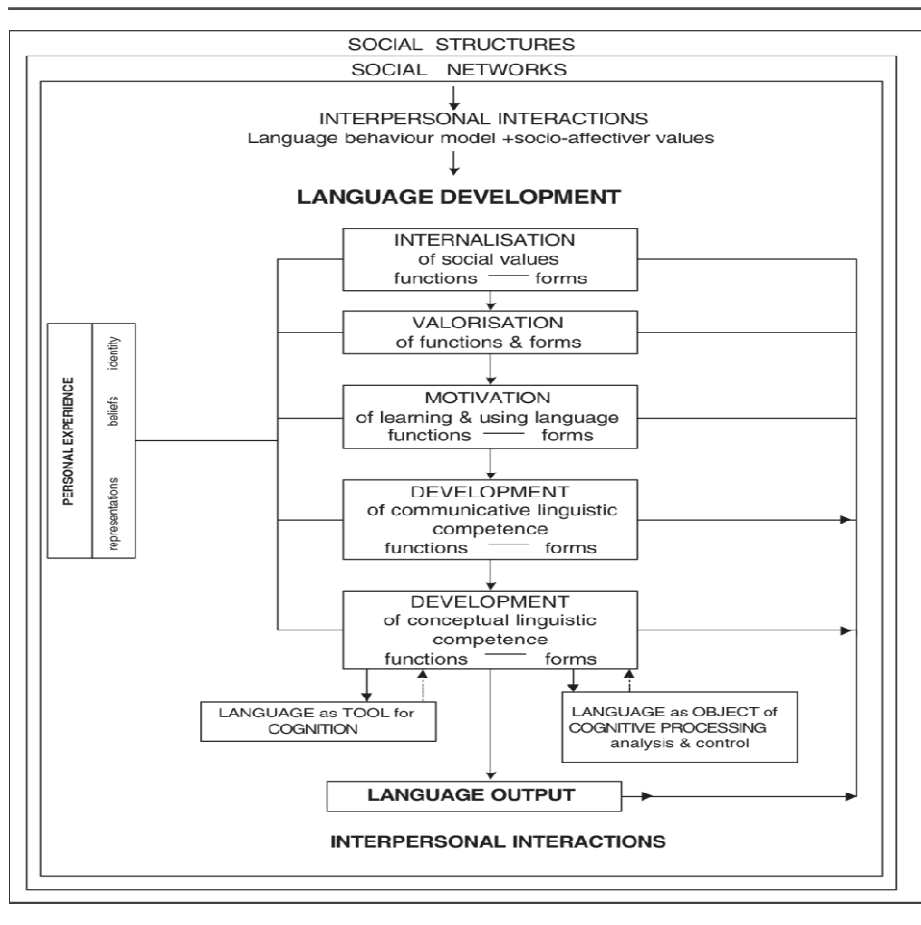 SOCIAL STRUCTURES
SOCIAL NETWORKS
INTERPERSONAL INTERACTIONS
Language behaviour model +socio-affectiver values
LANGUAGE DEVELOPMENT
INTERNALISATION
of social values
functions forms
VALORISATION
of functions & forms
PERSONAL EXPERIENCE
representations beliefs identity
MOTIVATION
of learning & using language
functions forms
DEVELOPMENT
of communicative linguistic
competence
functions forms
DEVELOPMENT
of conceptual linguistic
competence
functions forms
LANGUAGE as TOOL for
COGNITION
LANGUAGE as OBJECT of
COGNITIVE PROCESSING
analysis & control
LANGUAGE OUTPUT
INTERPERSONAL INTERACTIONS